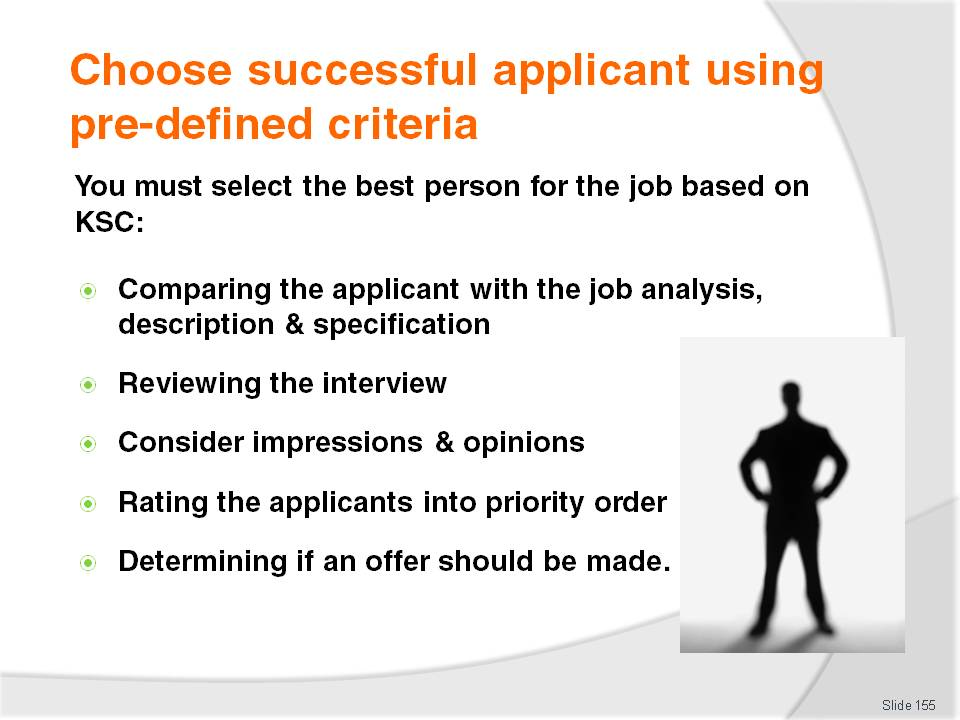 Choose successful applicant using
pre-defined criteria
You must select the best person for the job based on
KSC:
Comparing the applicant with the job analysis,
description & specification
Reviewing the interview
Consider impressions & opinions
Rating the applicants into priority order
Determining if an offer should be made.
Slide 155